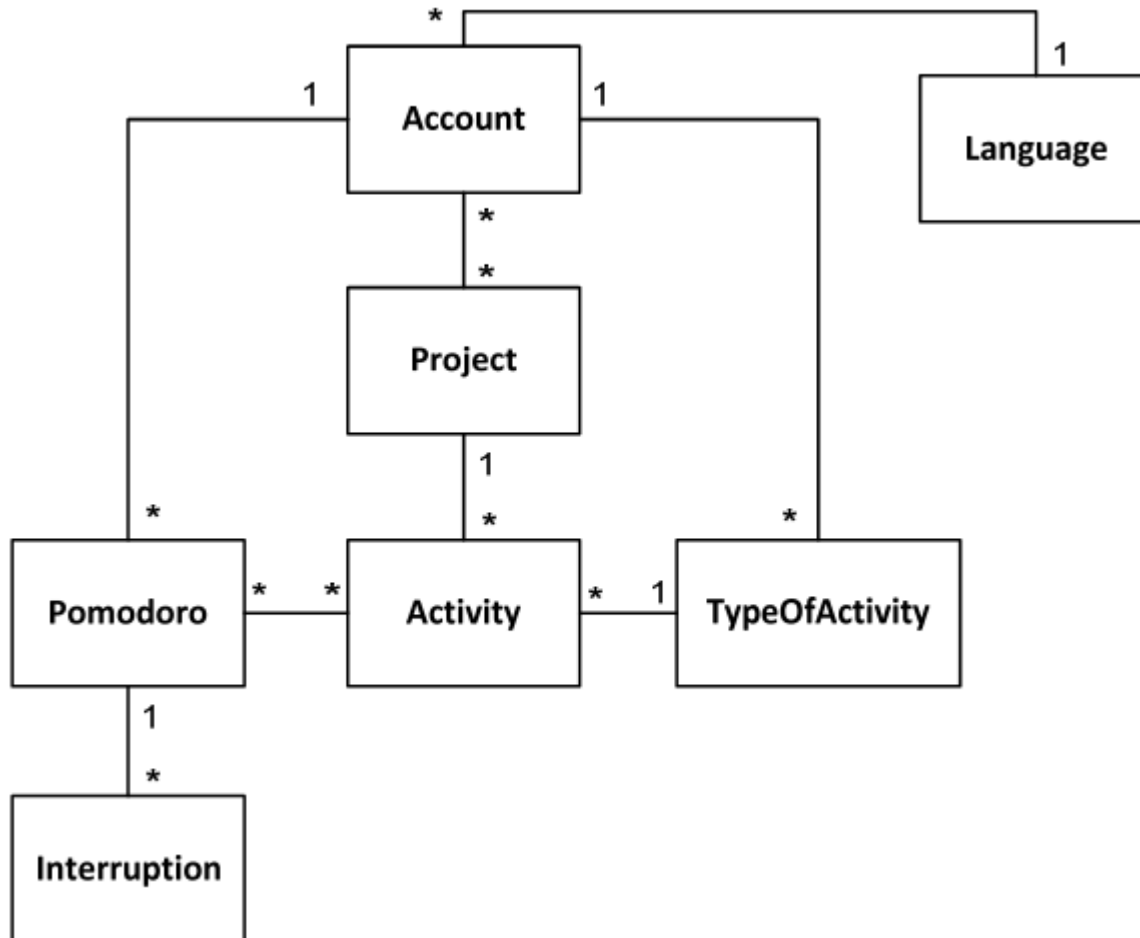 *
1
1
1
Account
Language
*
*
Project
1
*
*
*
Pomodoro
*
*
Activity
*
1
TypeOfActivity
1
*
Interruption